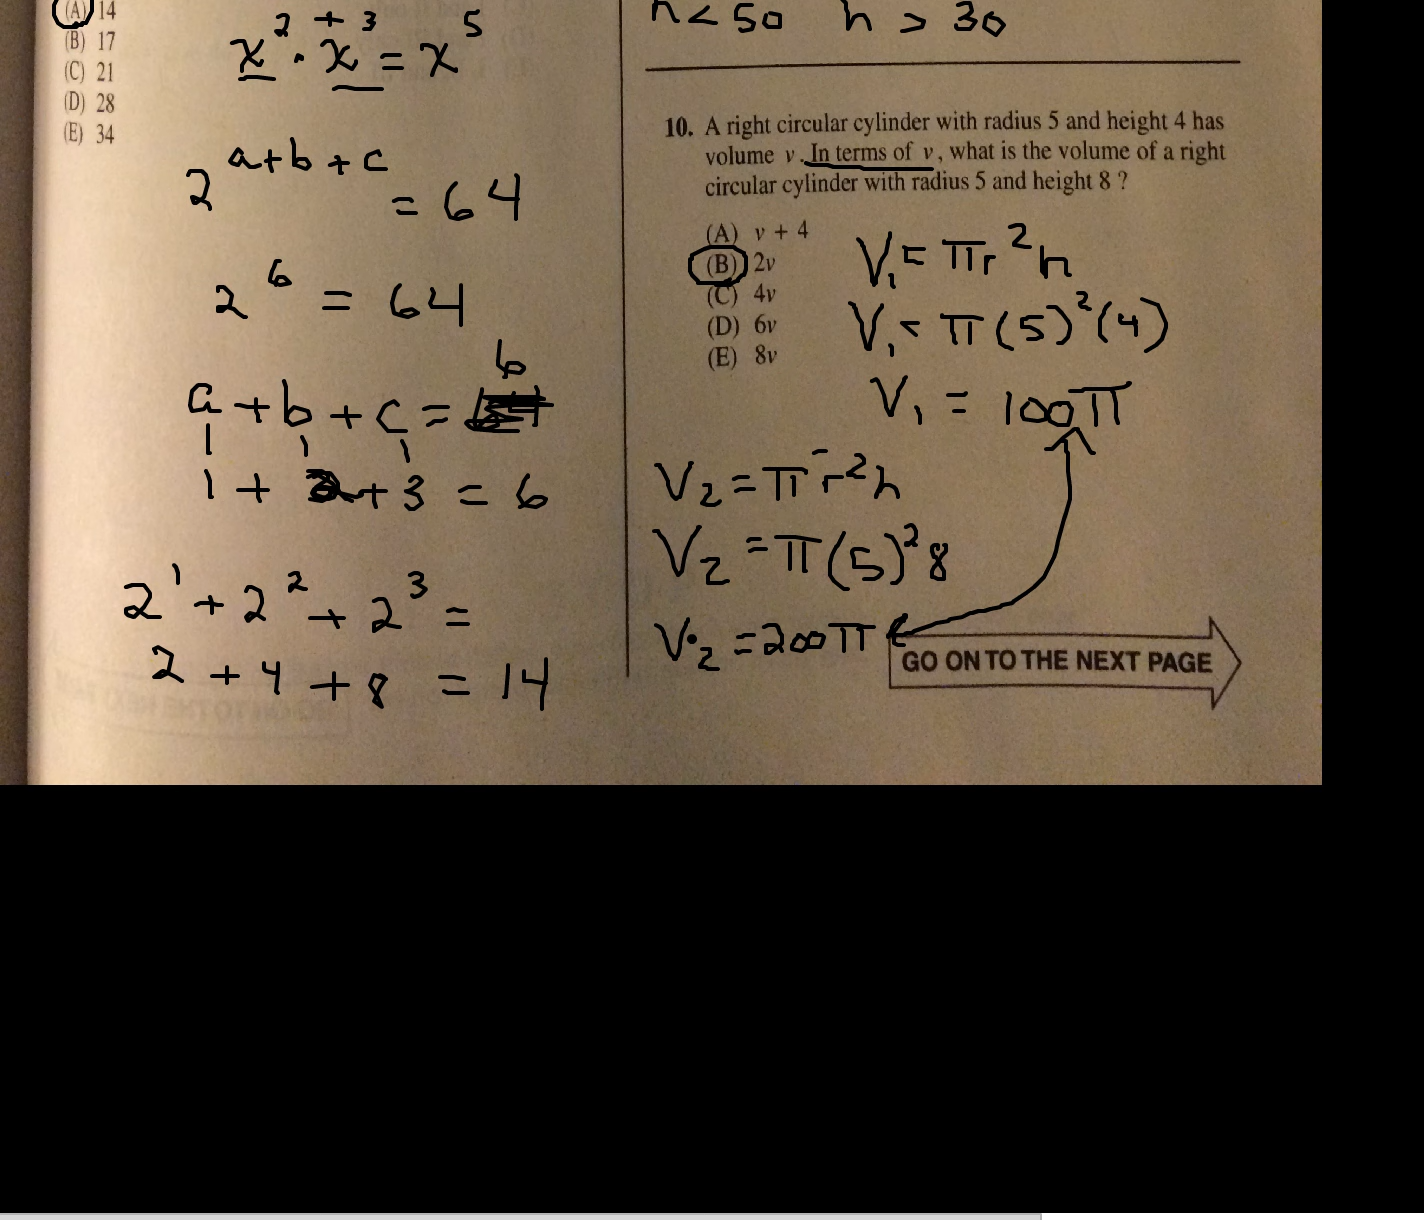 (A) 14
(B) 17
(C) 21
(D) 28
(E) 34
x² · x³ = x⁵
2 + 3
2^(a+b+c) = 64
2⁶ = 64
a + b + c = 6
1 + 2 + 3 = 6
2¹ + 2² + 2³ =
2 + 4 + 8 = 14
n < 50 n > 30
10. A right circular cylinder with radius 5 and height 4 has
volume v. In terms of v, what is the volume of a right
circular cylinder with radius 5 and height 8 ?
(A) v + 4
(B) 2v
(C) 4v
(D) 6v
(E) 8v
V₁ = πr²h
V₁ = π(5)²(4)
V₁ = 100π
V₂ = πr²h
V₂ = π(5)²8
V₂ = 200π
GO ON TO THE NEXT PAGE